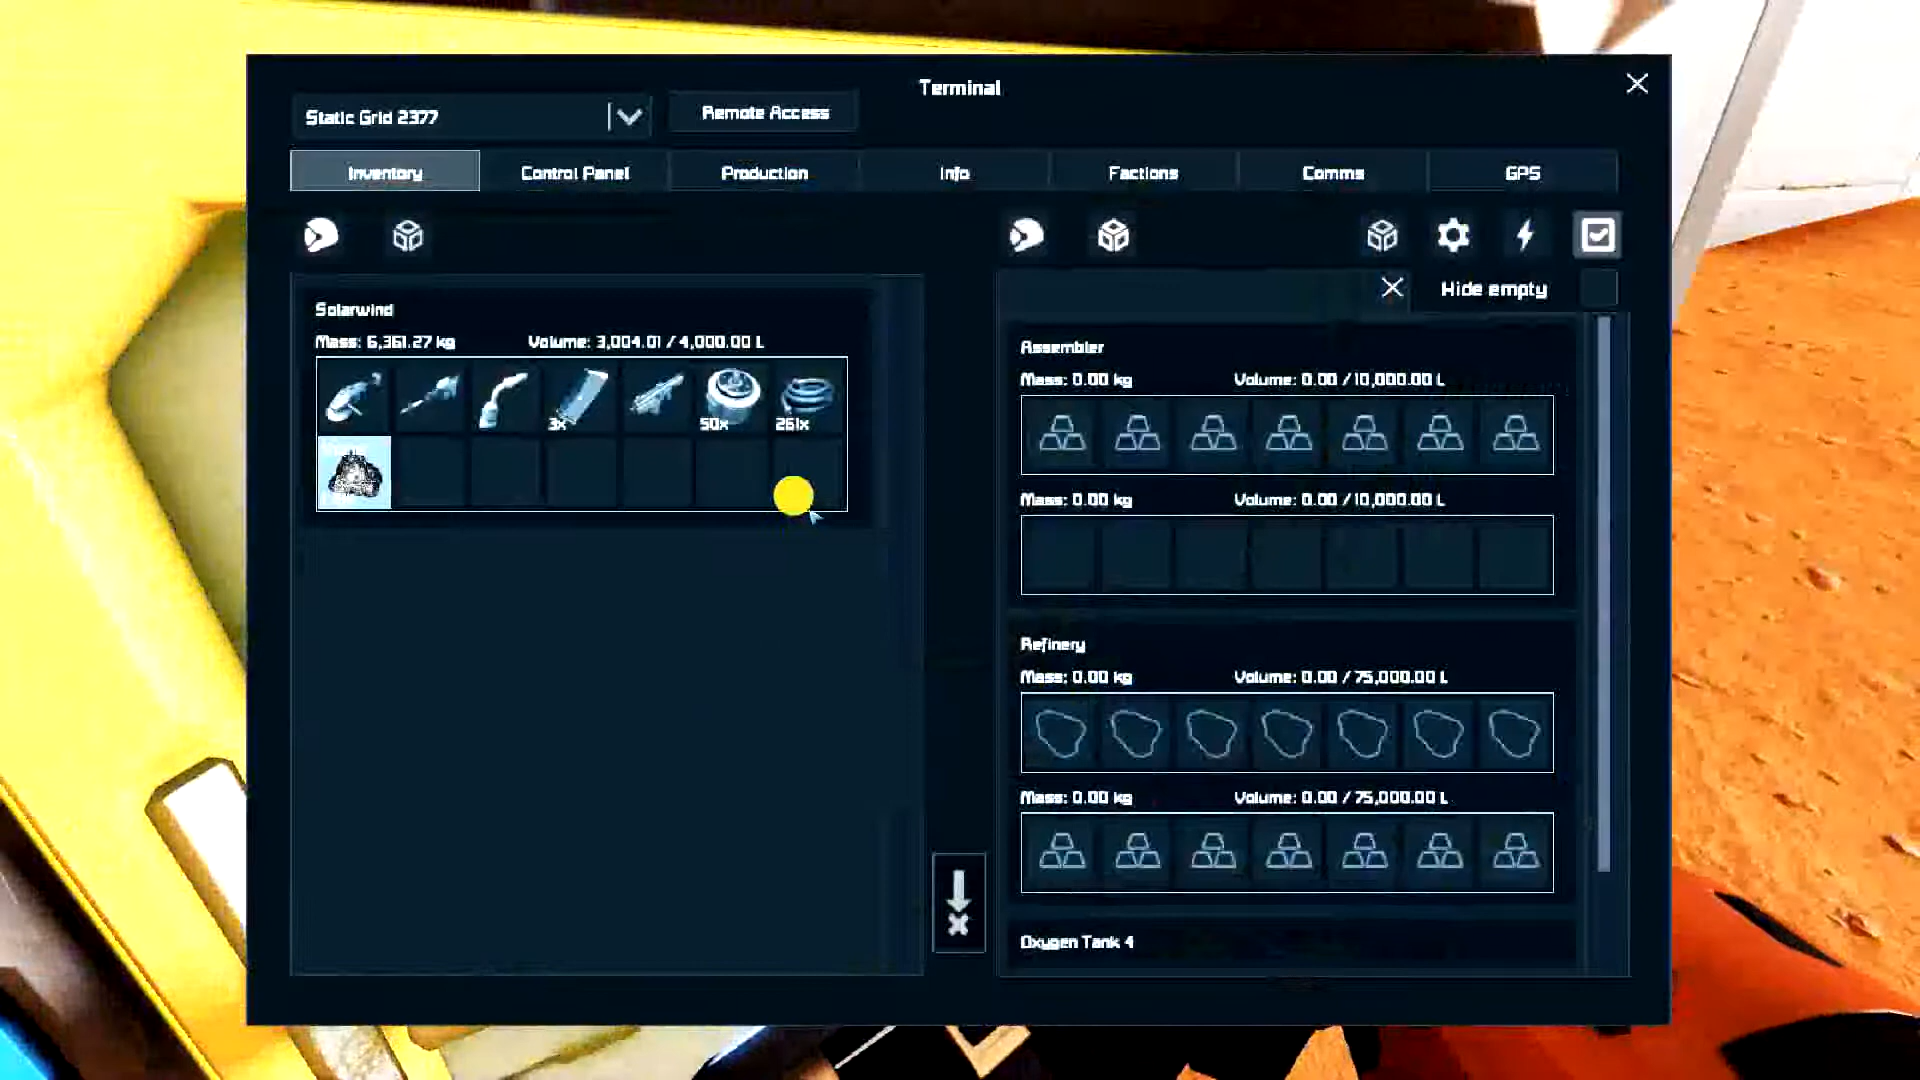 Terminal
Static Grid 2377
Remote Access
Inventory
Control Panel
Production
Info
Factions
Comms
GPS
Hide empty
Solarwind
Mass: 6,361.27 kg
Volume: 3,004.01 / 4,000.00 L
3x
50x
261x
Assembler
Mass: 0.00 kg
Volume: 0.00 / 10,000.00 L
Mass: 0.00 kg
Volume: 0.00 / 10,000.00 L
Refinery
Mass: 0.00 kg
Volume: 0.00 / 75,000.00 L
Mass: 0.00 kg
Volume: 0.00 / 75,000.00 L
Oxygen Tank 4